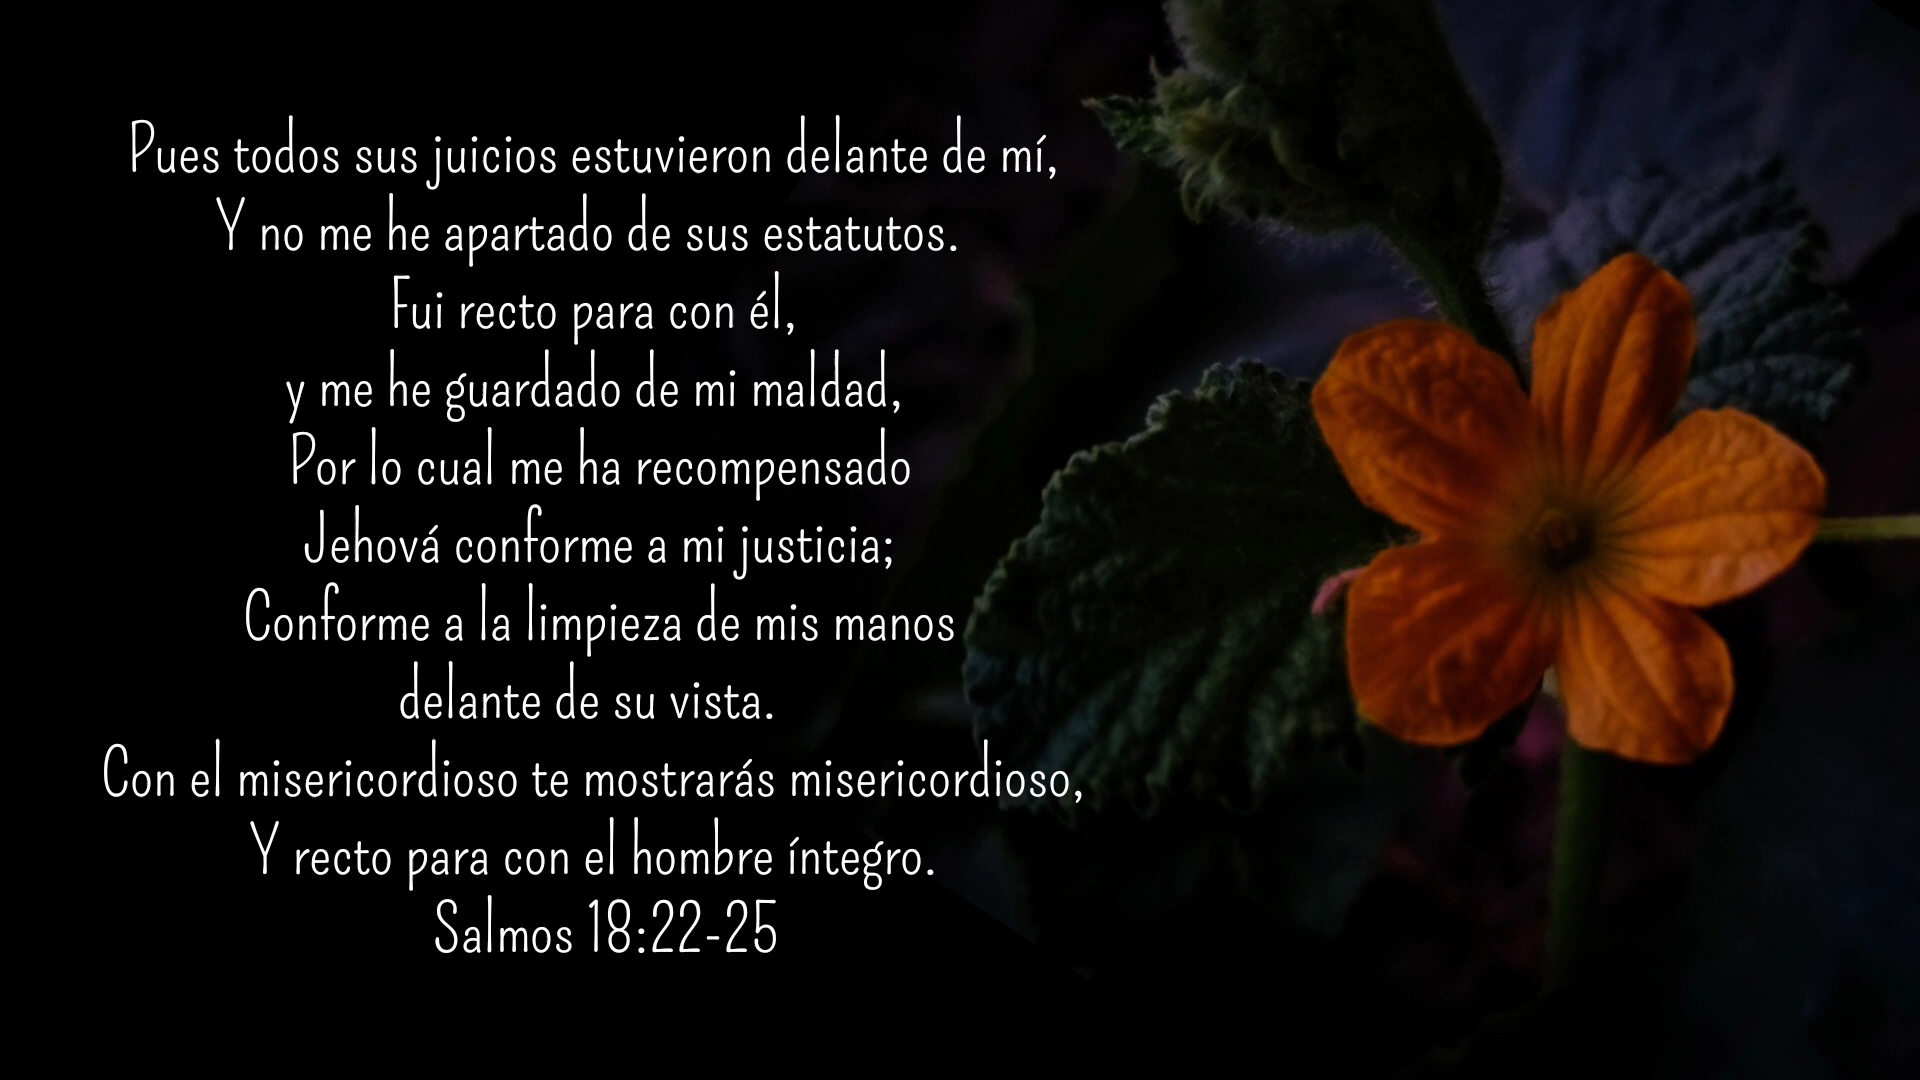 Pues todos sus juicios estuvieron delante de mí,
Y no me he apartado de sus estatutos.
Fui recto para con él,
y me he guardado de mi maldad,
Por lo cual me ha recompensado
Jehová conforme a mi justicia;
Conforme a la limpieza de mis manos
delante de su vista.
Con el misericordioso te mostrarás misericordioso,
Y recto para con el hombre íntegro.
Salmos 18:22-25